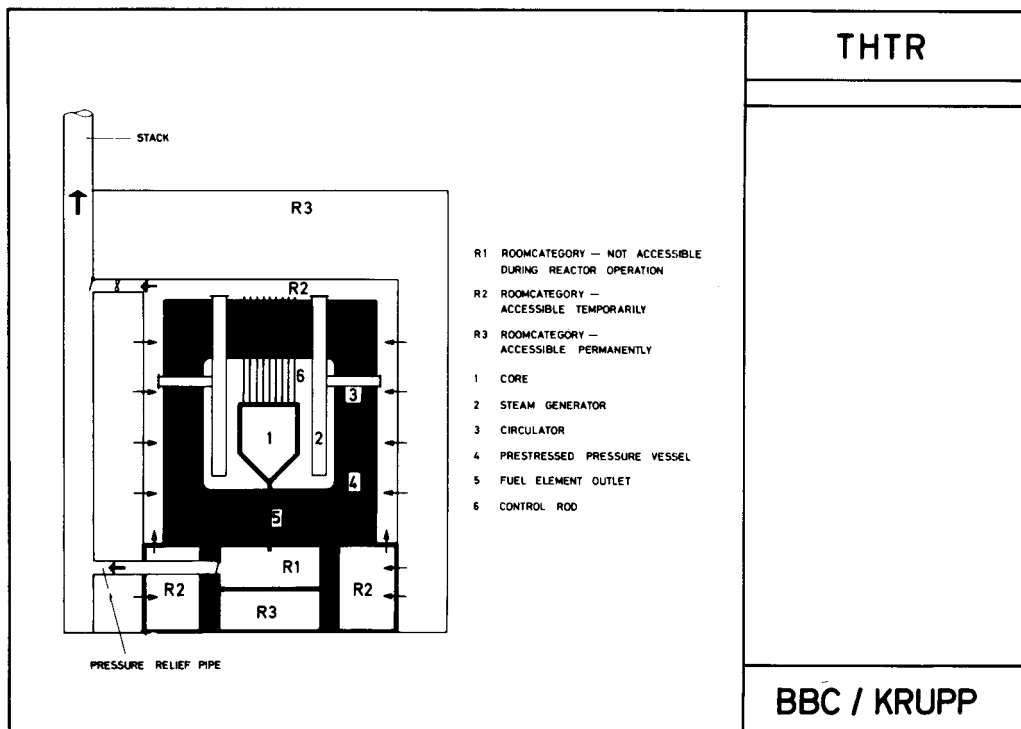 THTR
STACK
R3
R2
6
3
1
2
4
5
R1
R2
R3
R2
PRESSURE RELIEF PIPE
R1 ROOMCATEGORY — NOT ACCESSIBLE
DURING REACTOR OPERATION
R2 ROOMCATEGORY —
ACCESSIBLE TEMPORARILY
R3 ROOMCATEGORY —
ACCESSIBLE PERMANENTLY
1 CORE
2 STEAM GENERATOR
3 CIRCULATOR
4 PRESTRESSED PRESSURE VESSEL
5 FUEL ELEMENT OUTLET
6 CONTROL ROD
BBC / KRUPP